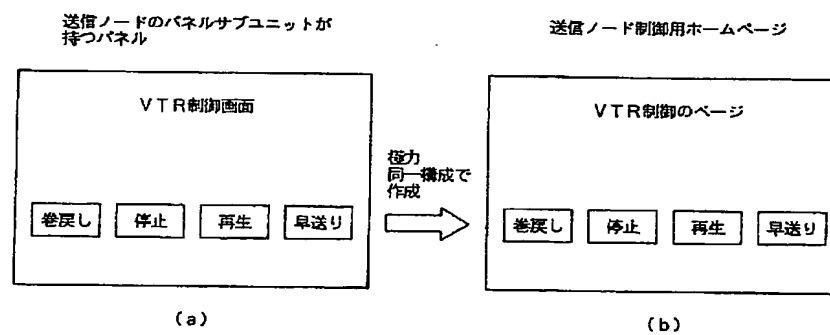 送信ノードのパネルサブユニットが
持つパネル
VTR制御画面
巻戻し
停止
再生
早送り
(a)
極力
同一構成で
作成
送信ノード制御用ホームページ
VTR制御のページ
巻戻し
停止
再生
早送り
(b)